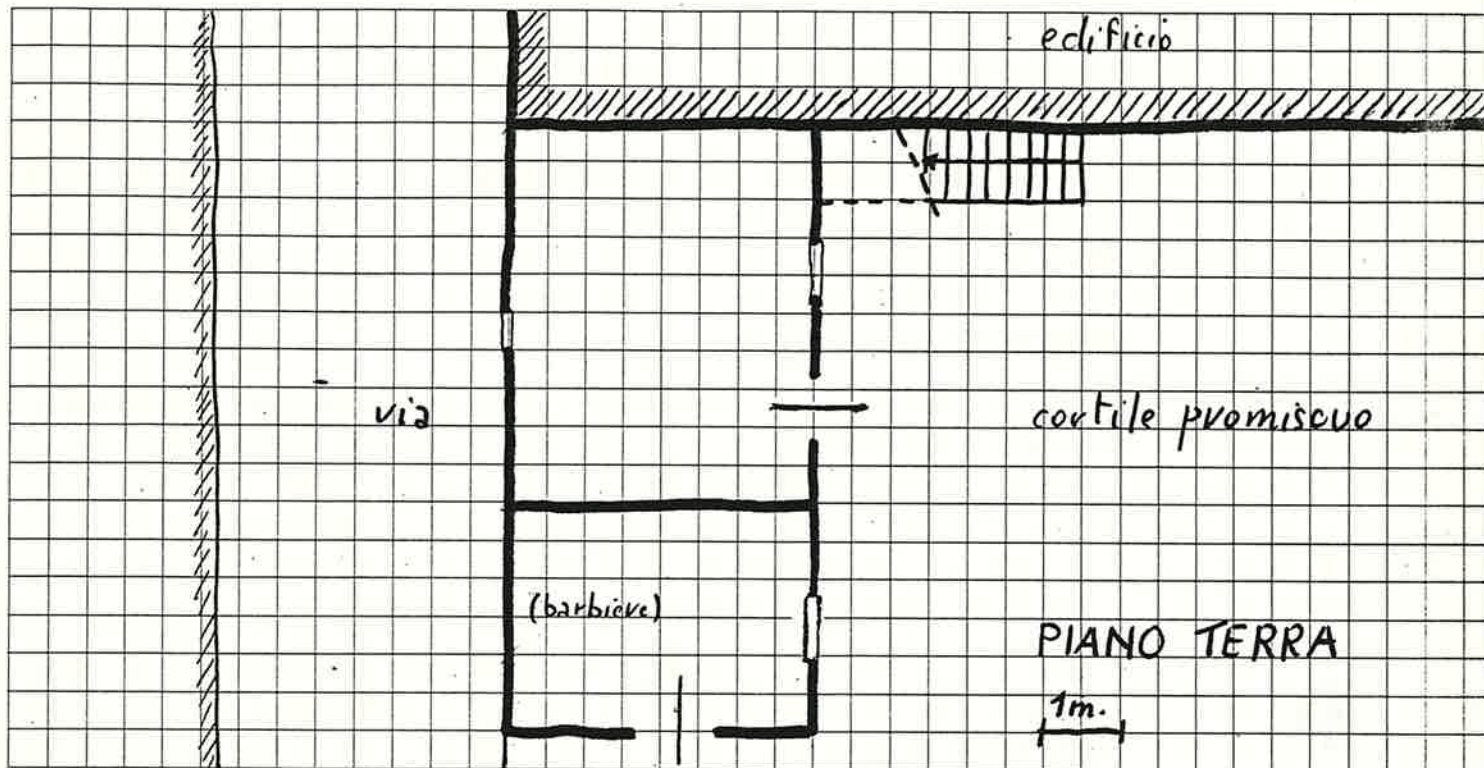 edificio
via
cortile promiscuo
(barbiere)
PIANO TERRA
1m.